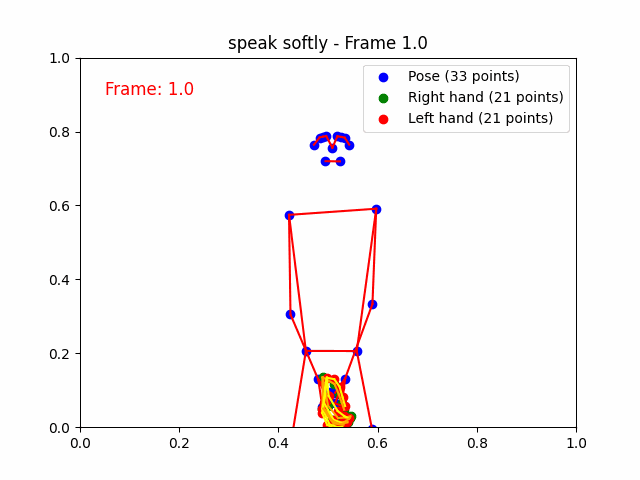 speak softly - Frame 1.0
Frame: 1.0
Pose (33 points)
Right hand (21 points)
Left hand (21 points)
1.0
0.8
0.6
0.4
0.2
0.0
0.0 0.2 0.4 0.6 0.8 1.0